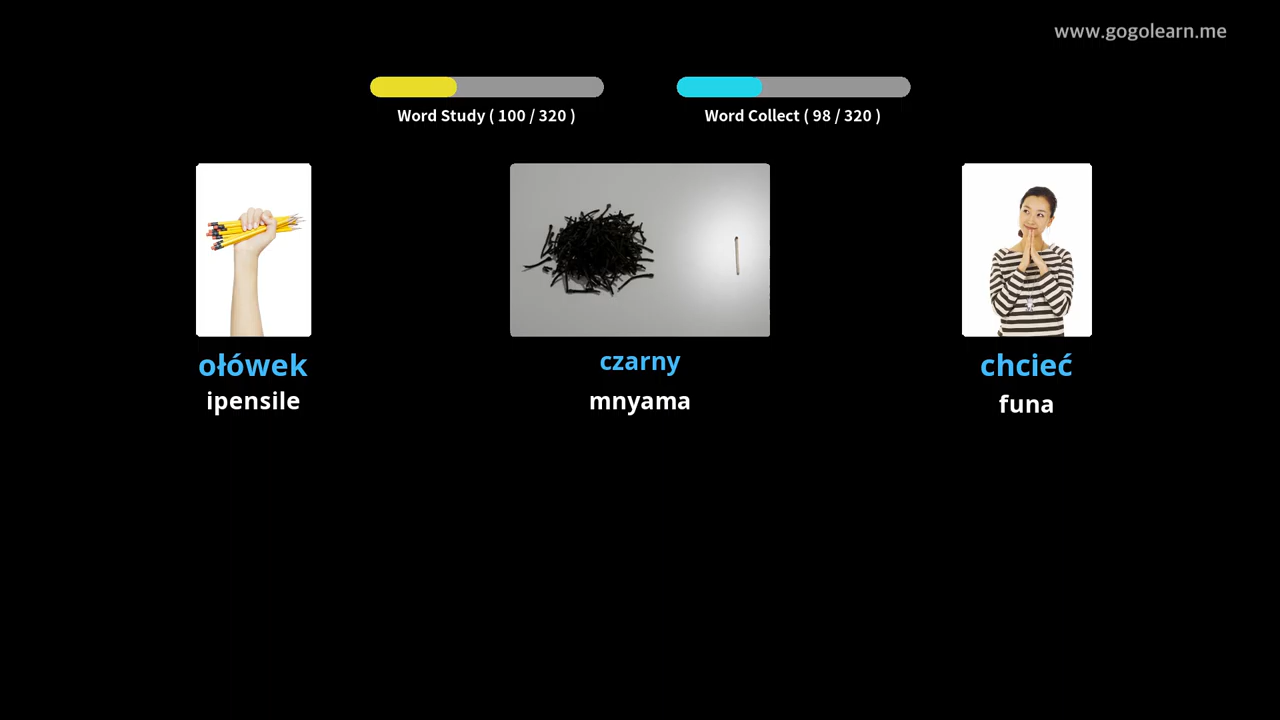 www.gogolearn.me
Word Study ( 100 / 320 )
Word Collect ( 98 / 320 )
ołówek
ipensile
czarny
mnyama
chcieć
funa